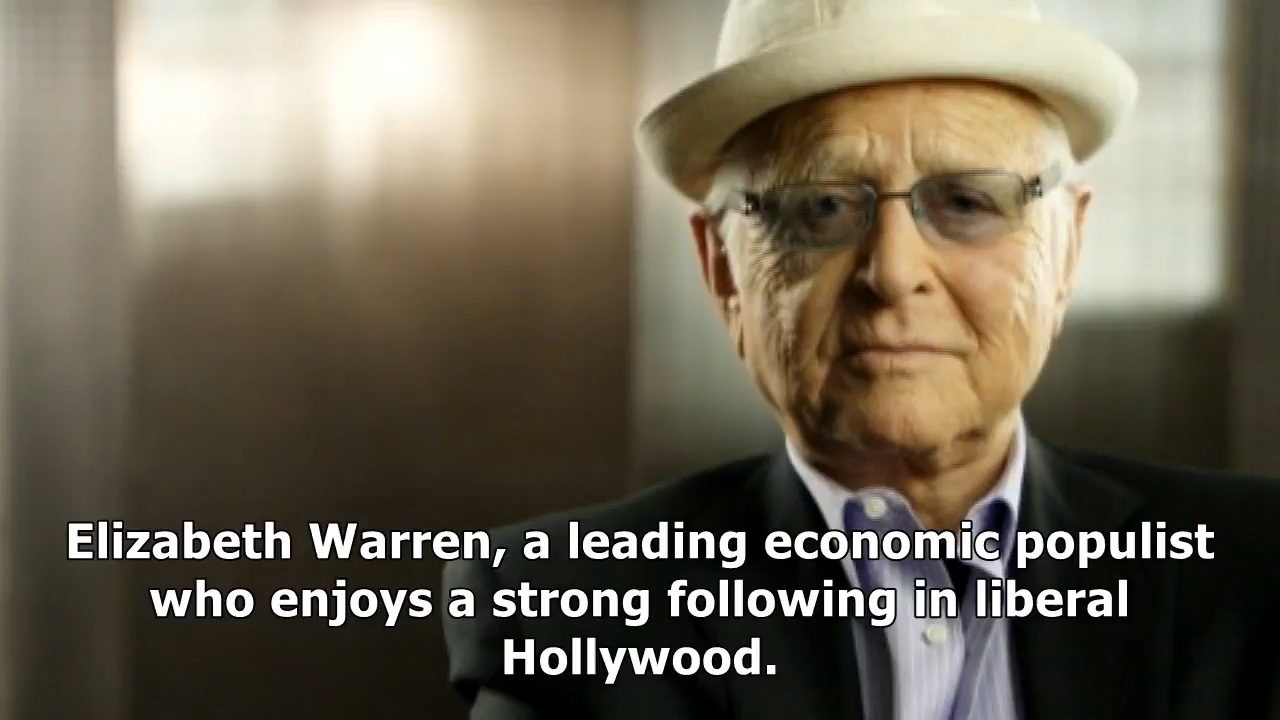 Elizabeth Warren, a leading economic populist
who enjoys a strong following in liberal
Hollywood.